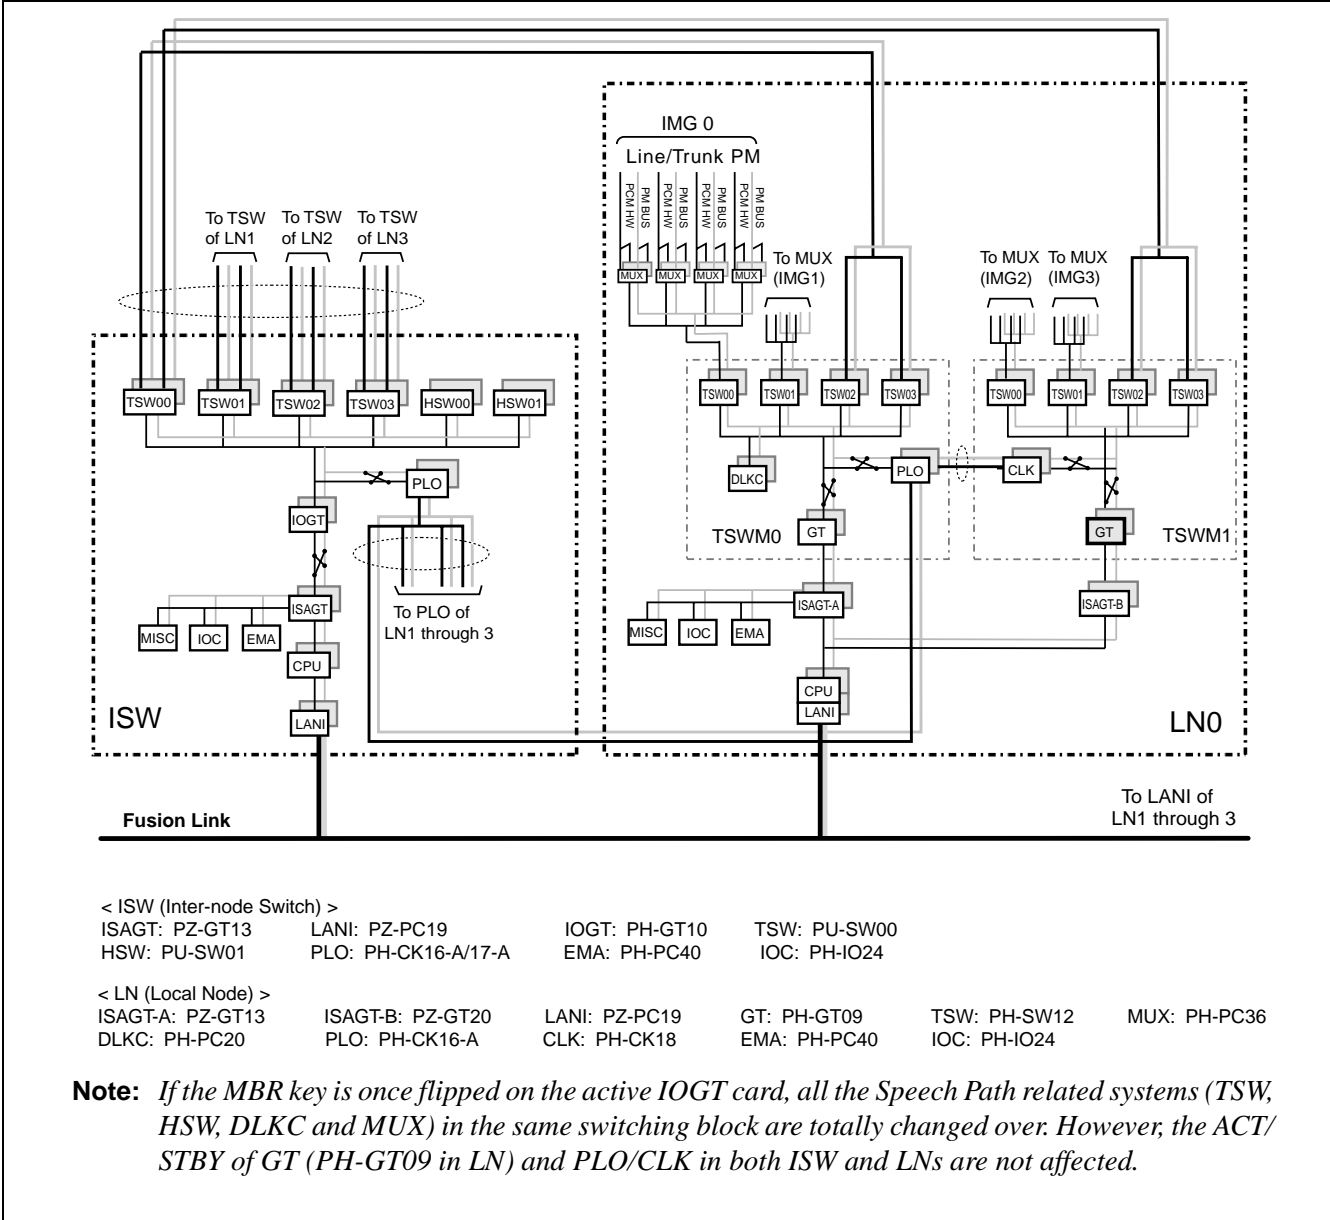 IMG 0
Line/Trunk PM
PCM HW
PM BUS
PCM HW
PM BUS
PCM HW
PM BUS
PCM HW
PM BUS
To TSW
of LN1
To TSW
of LN2
To TSW
of LN3
MUX
MUX
MUX
MUX
To MUX
(IMG1)
To MUX
(IMG2)
To MUX
(IMG3)
TSW00
TSW01
TSW02
TSW03
HSW00
HSW01
TSW00
TSW01
TSW02
TSW03
TSW00
TSW01
TSW02
TSW03
PLO
DLKC
PLO
CLK
IOGT
TSWM0
GT
GT
TSWM1
ISAGT
To PLO of
LN1 through 3
ISAGT-A
ISAGT-B
MISC
IOC
EMA
MISC
IOC
EMA
CPU
CPU
LANI
LANI
ISW
LN0
Fusion Link
To LANI of
LN1 through 3
< ISW (Inter-node Switch) >
ISAGT: PZ-GT13 LANI: PZ-PC19 IOGT: PH-GT10 TSW: PU-SW00
HSW: PU-SW01 PLO: PH-CK16-A/17-A EMA: PH-PC40 IOC: PH-IO24
< LN (Local Node) >
ISAGT-A: PZ-GT13 ISAGT-B: PZ-GT20 LANI: PZ-PC19 GT: PH-GT09 TSW: PH-SW12 MUX: PH-PC36
DLKC: PH-PC20 PLO: PH-CK16-A CLK: PH-CK18 EMA: PH-PC40 IOC: PH-IO24
Note: If the MBR key is once flipped on the active IOGT card, all the Speech Path related systems (TSW,
HSW, DLKC and MUX) in the same switching block are totally changed over. However, the ACT/
STBY of GT (PH-GT09 in LN) and PLO/CLK in both ISW and LNs are not affected.